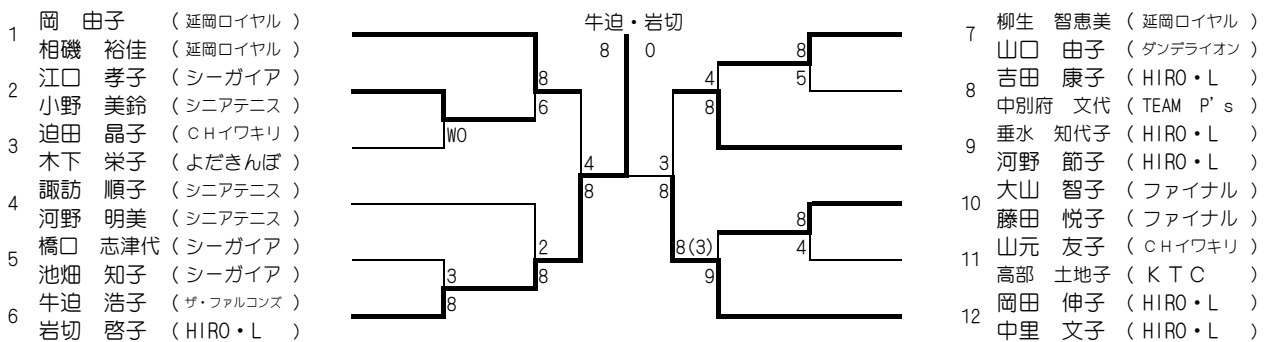 牛迫・岩切
8 0
1 岡 由子 (延岡ロイヤル)
相磯 裕佳 (延岡ロイヤル)
2 江口 孝子 (シーガイア)
小野 美鈴 (シニアテニス)
3 迫田 晶子 (CHイワキリ)
木下 栄子 (よだきんぼ)
4 諏訪 順子 (シニアテニス)
河野 明美 (シニアテニス)
5 橋口 志津代 (シーガイア)
池畑 知子 (シーガイア)
6 牛迫 浩子 (ザ・ファルコンズ)
岩切 啓子 (HIRO・L)
8
6
WO
4
8
2
8
3
8
7 柳生 智恵美 (延岡ロイヤル)
山口 由子 (ダンデライオン)
8 吉田 康子 (HIRO・L)
中別府 文代 (TEAM P's)
9 垂水 知代子 (HIRO・L)
河野 節子 (HIRO・L)
10 大山 智子 (ファイナル)
藤田 悦子 (ファイナル)
11 山元 友子 (CHイワキリ)
高部 土地子 (KTC)
12 岡田 伸子 (HIRO・L)
中里 文子 (HIRO・L)
8
5
4
8
3
8
8
4
8(3)
9